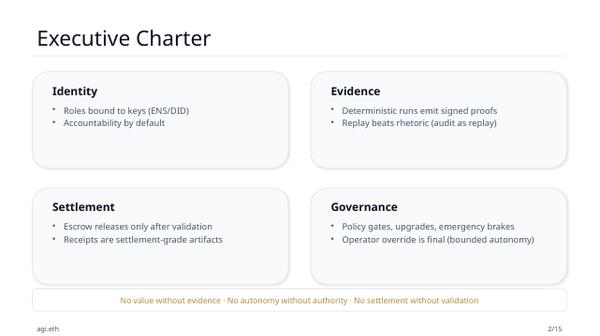 Executive Charter
Identity
• Roles bound to keys (ENS/DID)
• Accountability by default
Evidence
• Deterministic runs emit signed proofs
• Replay beats rhetoric (audit as replay)
Settlement
• Escrow releases only after validation
• Receipts are settlement-grade artifacts
Governance
• Policy gates, upgrades, emergency brakes
• Operator override is final (bounded autonomy)
No value without evidence · No autonomy without authority · No settlement without validation
agi.eth
2/15